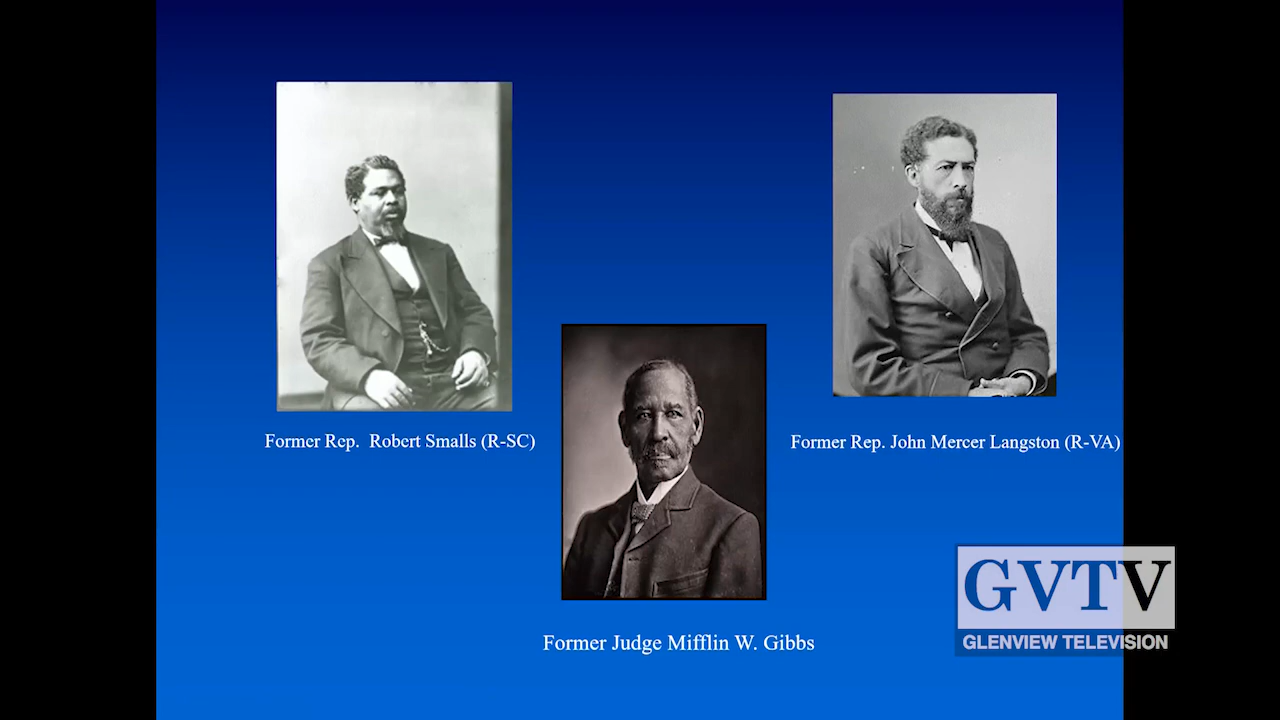 Former Rep.  Robert Smalls (R-SC)
Former Rep. John Mercer Langston (R-VA)
Former Judge Mifflin W. Gibbs
GVTV
GLENVIEW TELEVISION